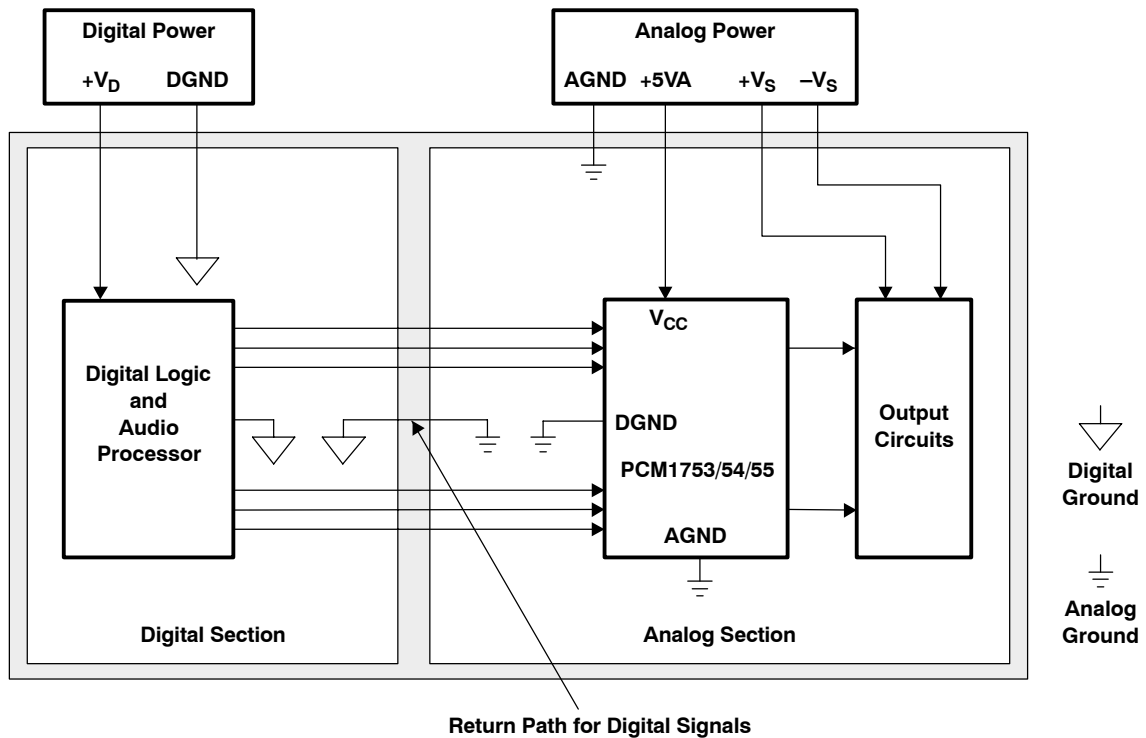 Digital Power
+VD DGND
Analog Power
AGND +5VA +VS –VS
VCC
Digital Logic
and
Audio
Processor
DGND
PCM1753/54/55
AGND
Output
Circuits
Digital
Ground
Analog
Ground
Digital Section
Analog Section
Return Path for Digital Signals